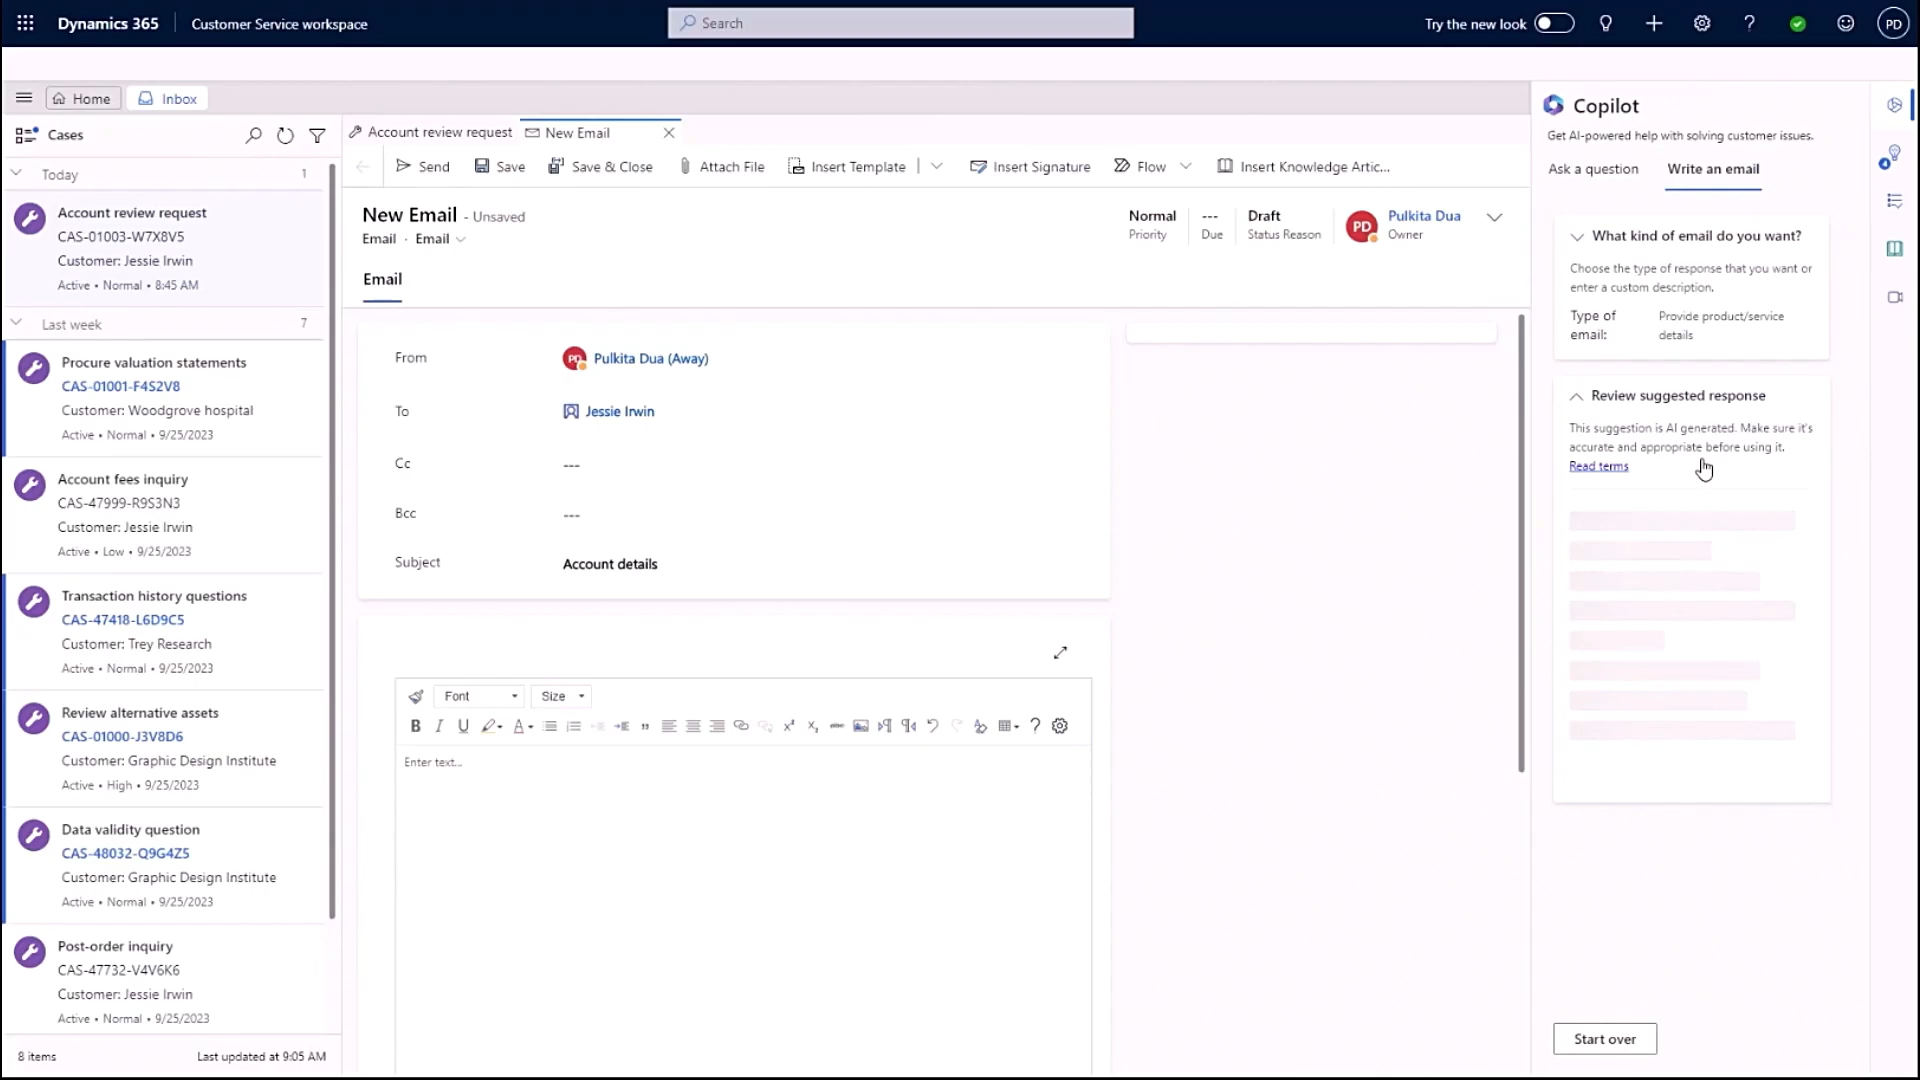 Dynamics 365
Customer Service workspace
Search
Try the new look
?
PD
Home
Inbox
Cases
Today
1
Account review request
CAS-01003-W7X8V5
Customer: Jessie Irwin
Active • Normal • 8:45 AM
Last week
7
Procure valuation statements
CAS-01001-F4S2V8
Customer: Woodgrove hospital
Active • Normal • 9/25/2023
Account fees inquiry
CAS-47999-R9S3N3
Customer: Jessie Irwin
Active • Low • 9/25/2023
Transaction history questions
CAS-47418-L6D9C5
Customer: Trey Research
Active • Normal • 9/25/2023
Review alternative assets
CAS-01000-J3V8D6
Customer: Graphic Design Institute
Active • High • 9/25/2023
Data validity question
CAS-48032-Q9G4Z5
Customer: Graphic Design Institute
Active • Normal • 9/25/2023
Post-order inquiry
CAS-47732-V4V6K6
Customer: Jessie Irwin
Active • Normal • 9/25/2023
8 items
Last updated at 9:05 AM
Account review request
New Email
Send
Save
Save & Close
Attach File
Insert Template
Insert Signature
Flow
Insert Knowledge Artic...
New Email - Unsaved
Email · Email
Normal
Priority
---
Due
Draft
Status Reason
PD
Pulkita Dua
Owner
Email
From
PD
Pulkita Dua (Away)
To
Jessie Irwin
Cc
---
Bcc
---
Subject
Account details
Font
Size
B I U A
?
Enter text...
Copilot
Get AI-powered help with solving customer issues.
Ask a question
Write an email
What kind of email do you want?
Choose the type of response that you want or
enter a custom description.
Type of
email:
Provide product/service
details
Review suggested response
This suggestion is AI generated. Make sure it's
accurate and appropriate before using it.
Read terms
Start over
4